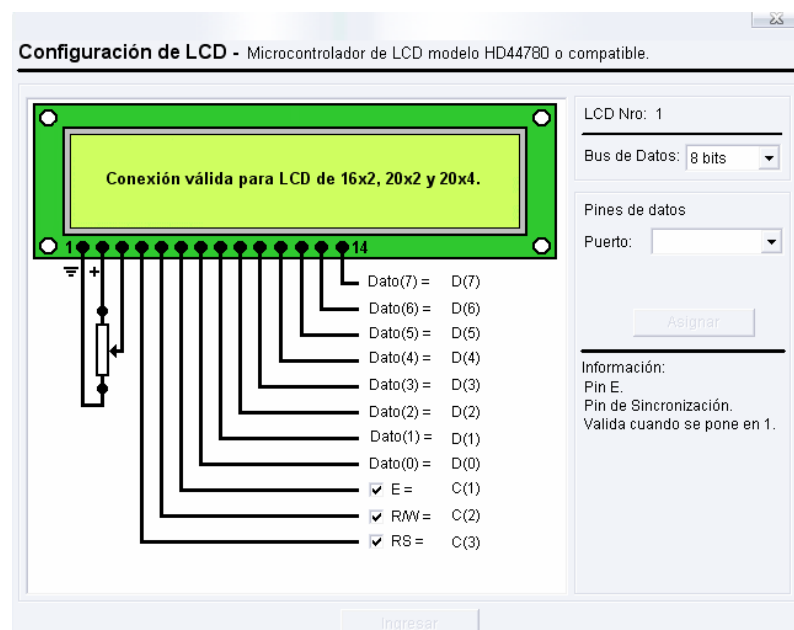 Configuración de LCD - Microcontrolador de LCD modelo HD44780 o compatible.
Conexión válida para LCD de 16x2, 20x2 y 20x4.
1 14
+
Dato(7) = D(7)
Dato(6) = D(6)
Dato(5) = D(5)
Dato(4) = D(4)
Dato(3) = D(3)
Dato(2) = D(2)
Dato(1) = D(1)
Dato(0) = D(0)
E = C(1)
R/W = C(2)
RS = C(3)
LCD Nro: 1
Bus de Datos: 8 bits
Pines de datos
Puerto:
Asignar
Información:
Pin E.
Pin de Sincronización.
Valida cuando se pone en 1.
Ingresar